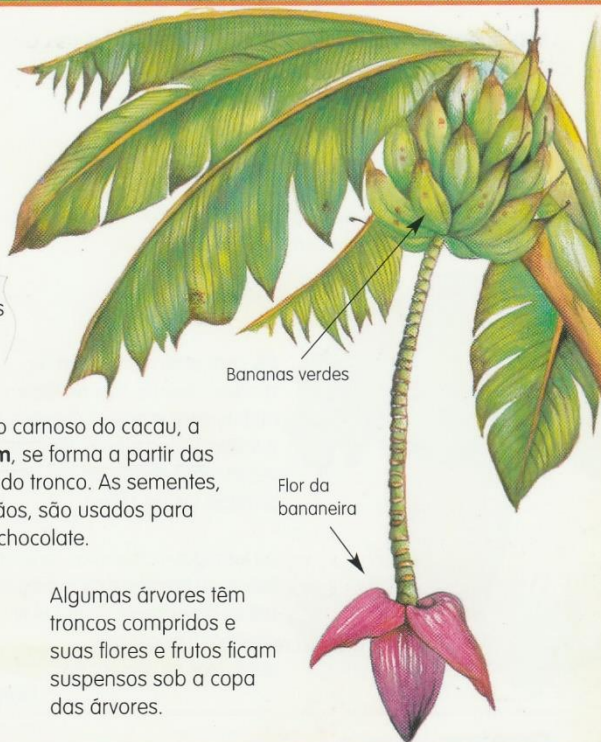 s
Bananas verdes
o carnoso do cacau, a
m, se forma a partir das
do tronco. As sementes,
ãos, são usados para
chocolate.
Flor da
bananeira
Algumas árvores têm
troncos compridos e
suas flores e frutos ficam
suspensos sob a copa
das árvores.